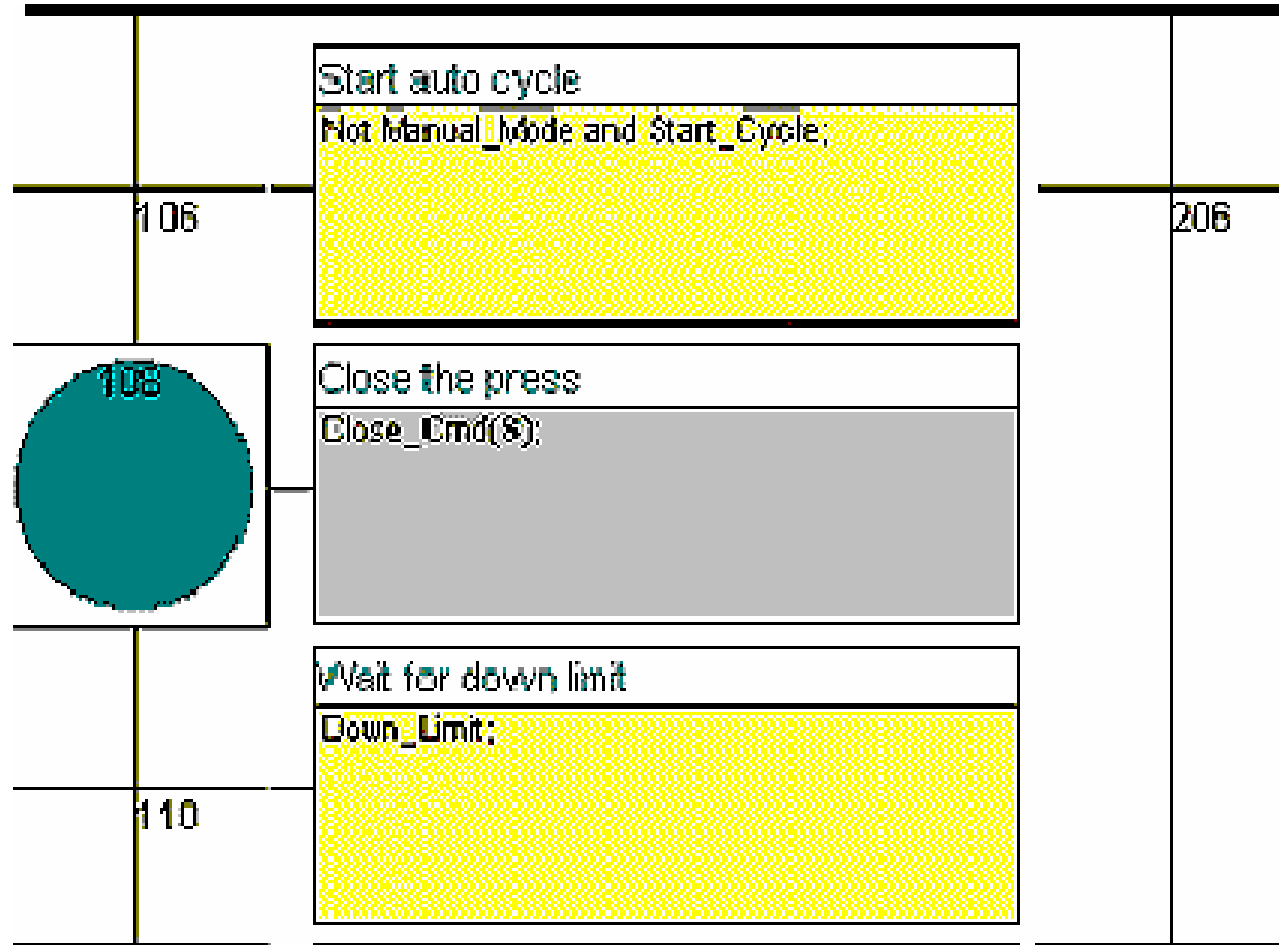 Start auto cycle
Not Manual_Mode and Start_Cycle;
106
206
108
Close the press
Close_Cmd(S);
Wait for down limit
Down_Limit;
110